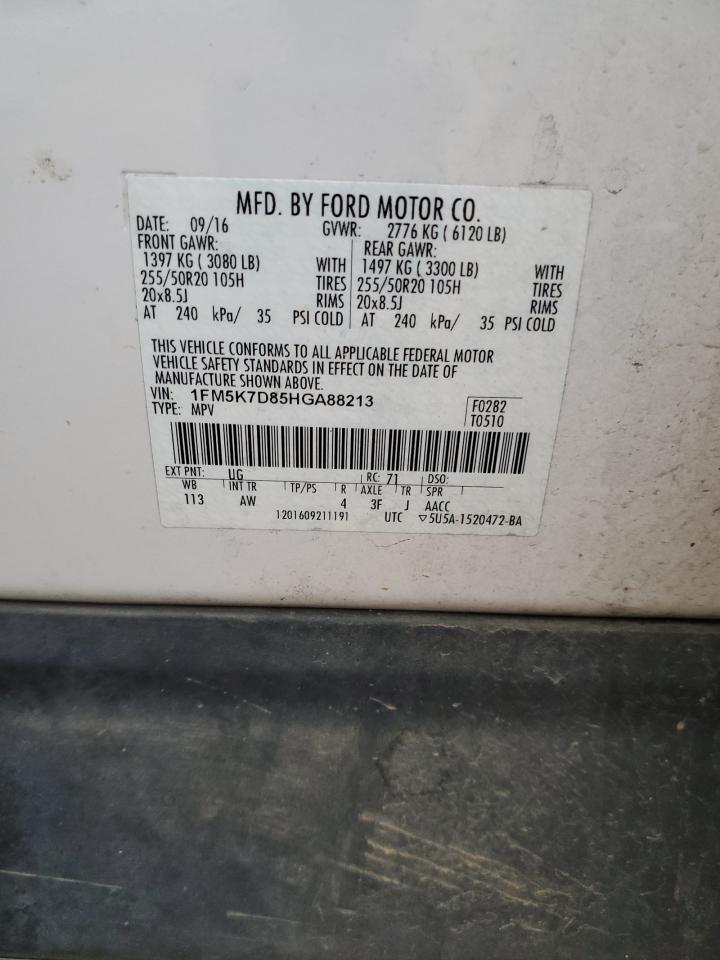 MFD. BY FORD MOTOR CO.
DATE: 09/16 GVWR: 2776 KG ( 6120 LB)
FRONT GAWR: REAR GAWR:
1397 KG ( 3080 LB) WITH 1497 KG ( 3300 LB) WITH
255/50R20 105H TIRES 255/50R20 105H TIRES
20x8.5J RIMS 20x8.5J RIMS
AT 240 kPa/ 35 PSI COLD AT 240 kPa/ 35 PSI COLD
THIS VEHICLE CONFORMS TO ALL APPLICABLE FEDERAL MOTOR
VEHICLE SAFETY STANDARDS IN EFFECT ON THE DATE OF
MANUFACTURE SHOWN ABOVE.
VIN: 1FM5K7D85HGA88213 F0282
TYPE: MPV T0510
EXT PNT: UG RC: 71 DSO:
WB INT TR TP/PS R AXLE TR SPR
113 AW 4 3F J AACC
1201609211191 UTC ▽5U5A-1520472-BA